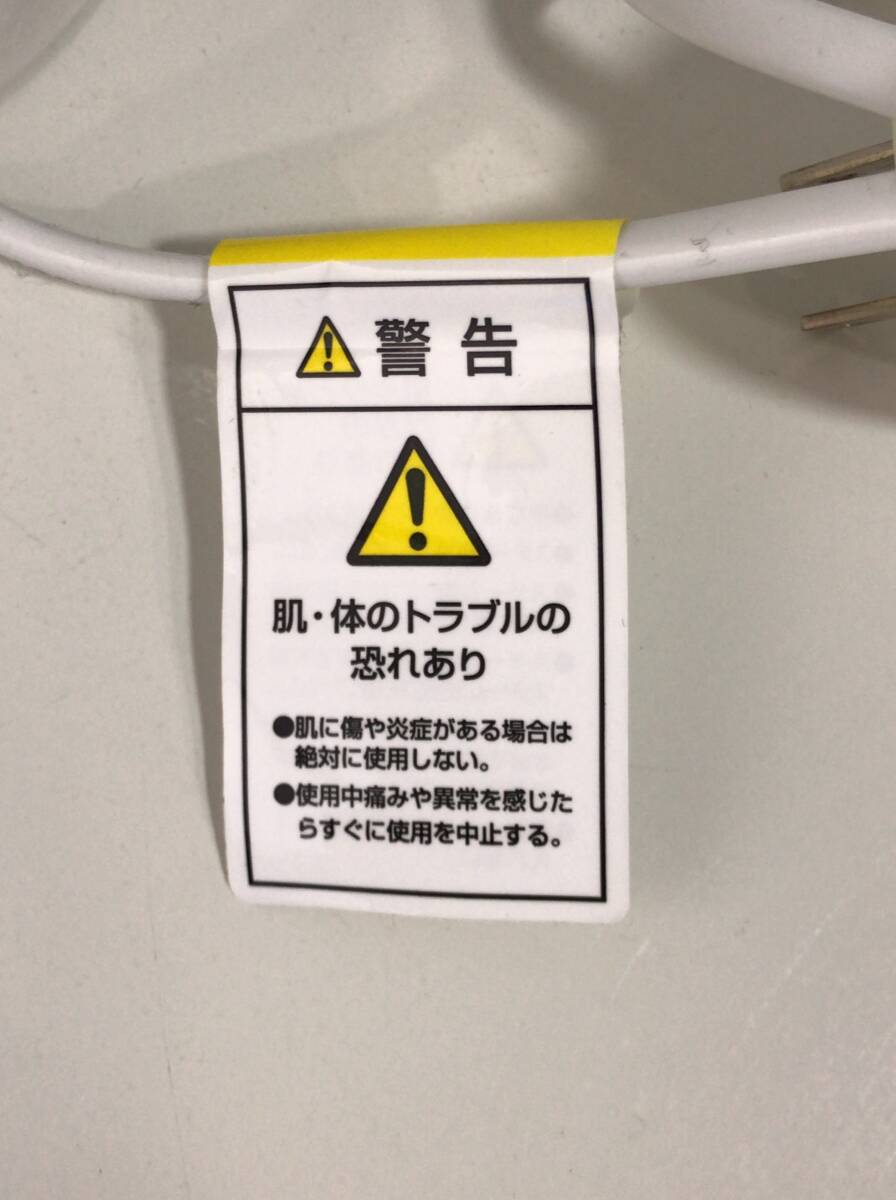 警告
肌・体のトラブルの
恐れあり
●肌に傷や炎症がある場合は
絶対に使用しない。
●使用中痛みや異常を感じた
らすぐに使用を中止する。